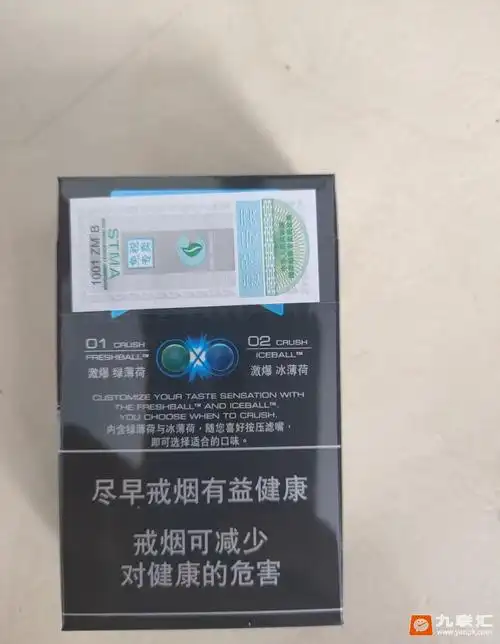 1001 ZM B
STMA
免税
专卖
01 CRUSH
FRESHBALL™
激爆 绿薄荷
02 CRUSH
ICEBALL™
激爆 冰薄荷
CUSTOMIZE YOUR TASTE SENSATION WITH
THE FRESHBALL™ AND ICEBALL™.
YOU CHOOSE WHEN TO CRUSH.
内含绿薄荷与冰薄荷，随您喜好按压滤嘴，
即可选择适合的口味。
尽早戒烟有益健康
戒烟可减少
对健康的危害
九联汇